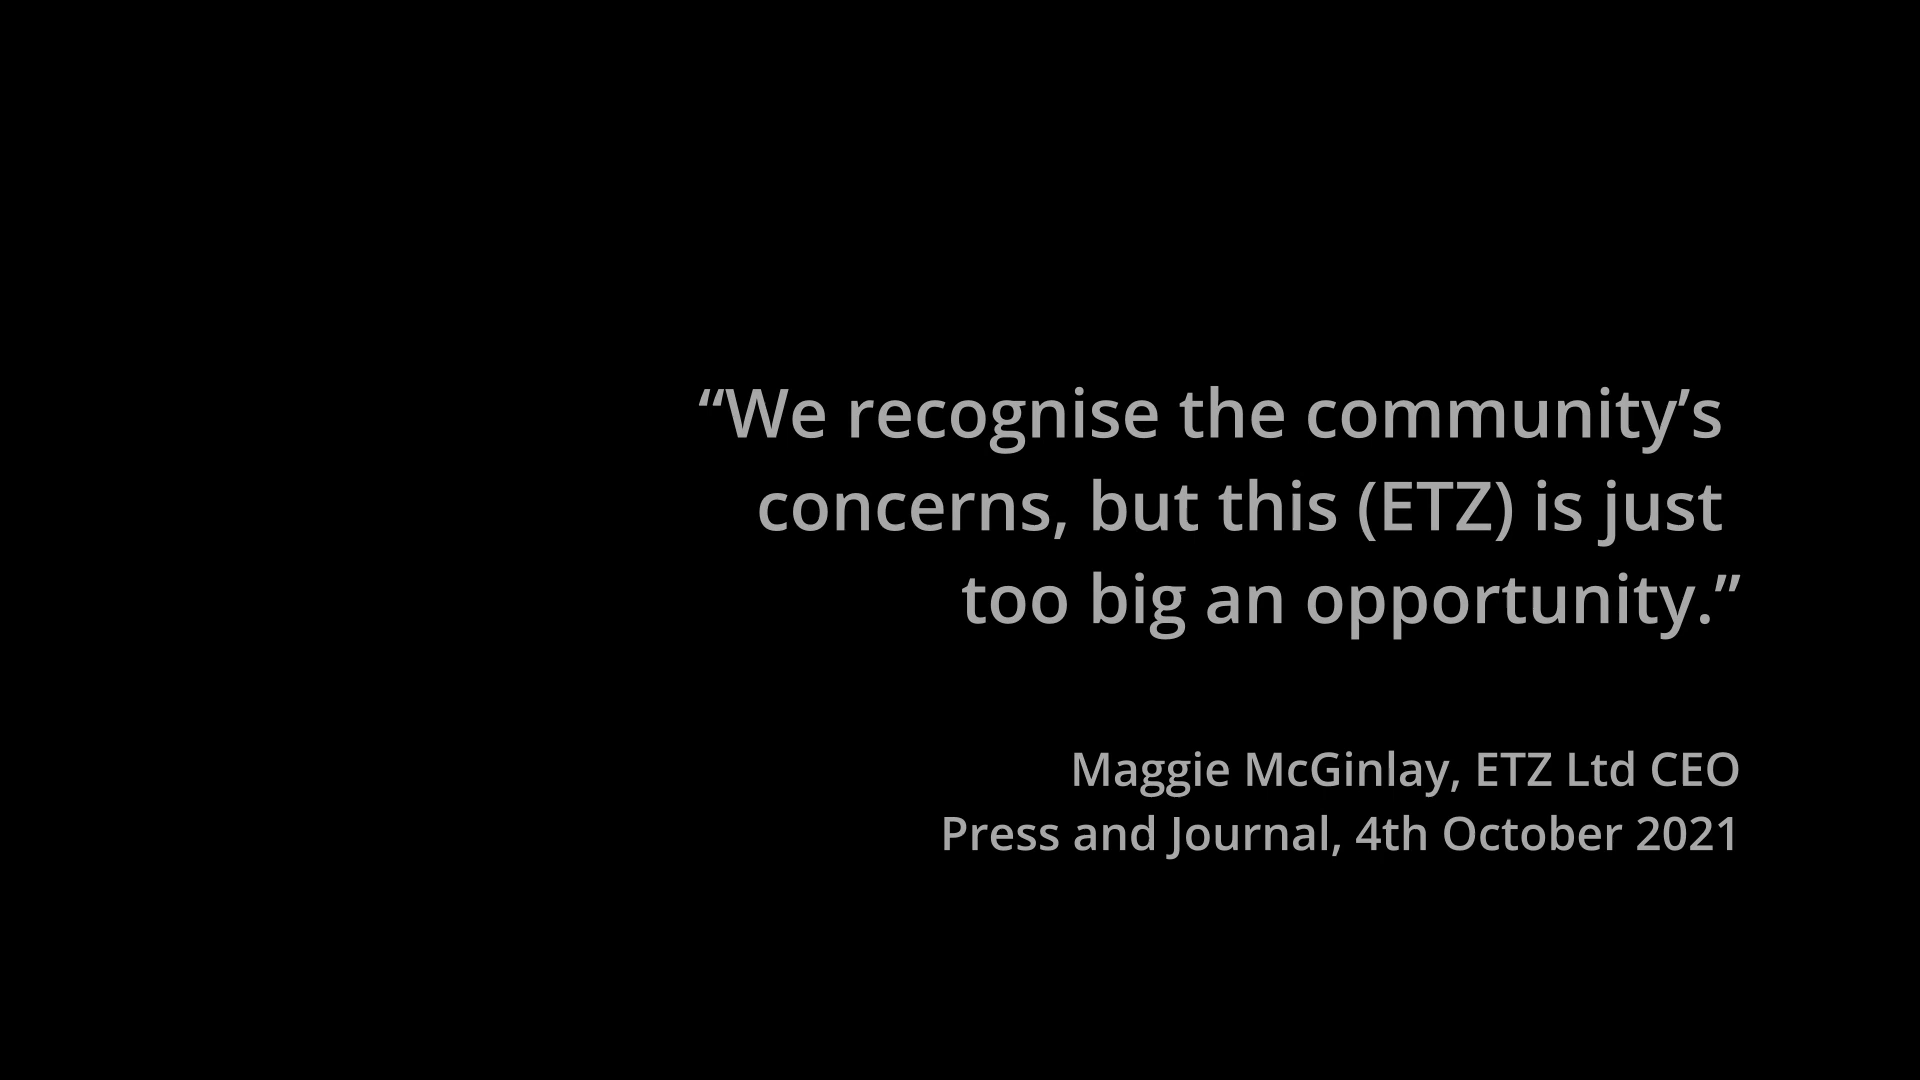 “We recognise the community’s
concerns, but this (ETZ) is just
too big an opportunity.”
Maggie McGinlay, ETZ Ltd CEO
Press and Journal, 4th October 2021